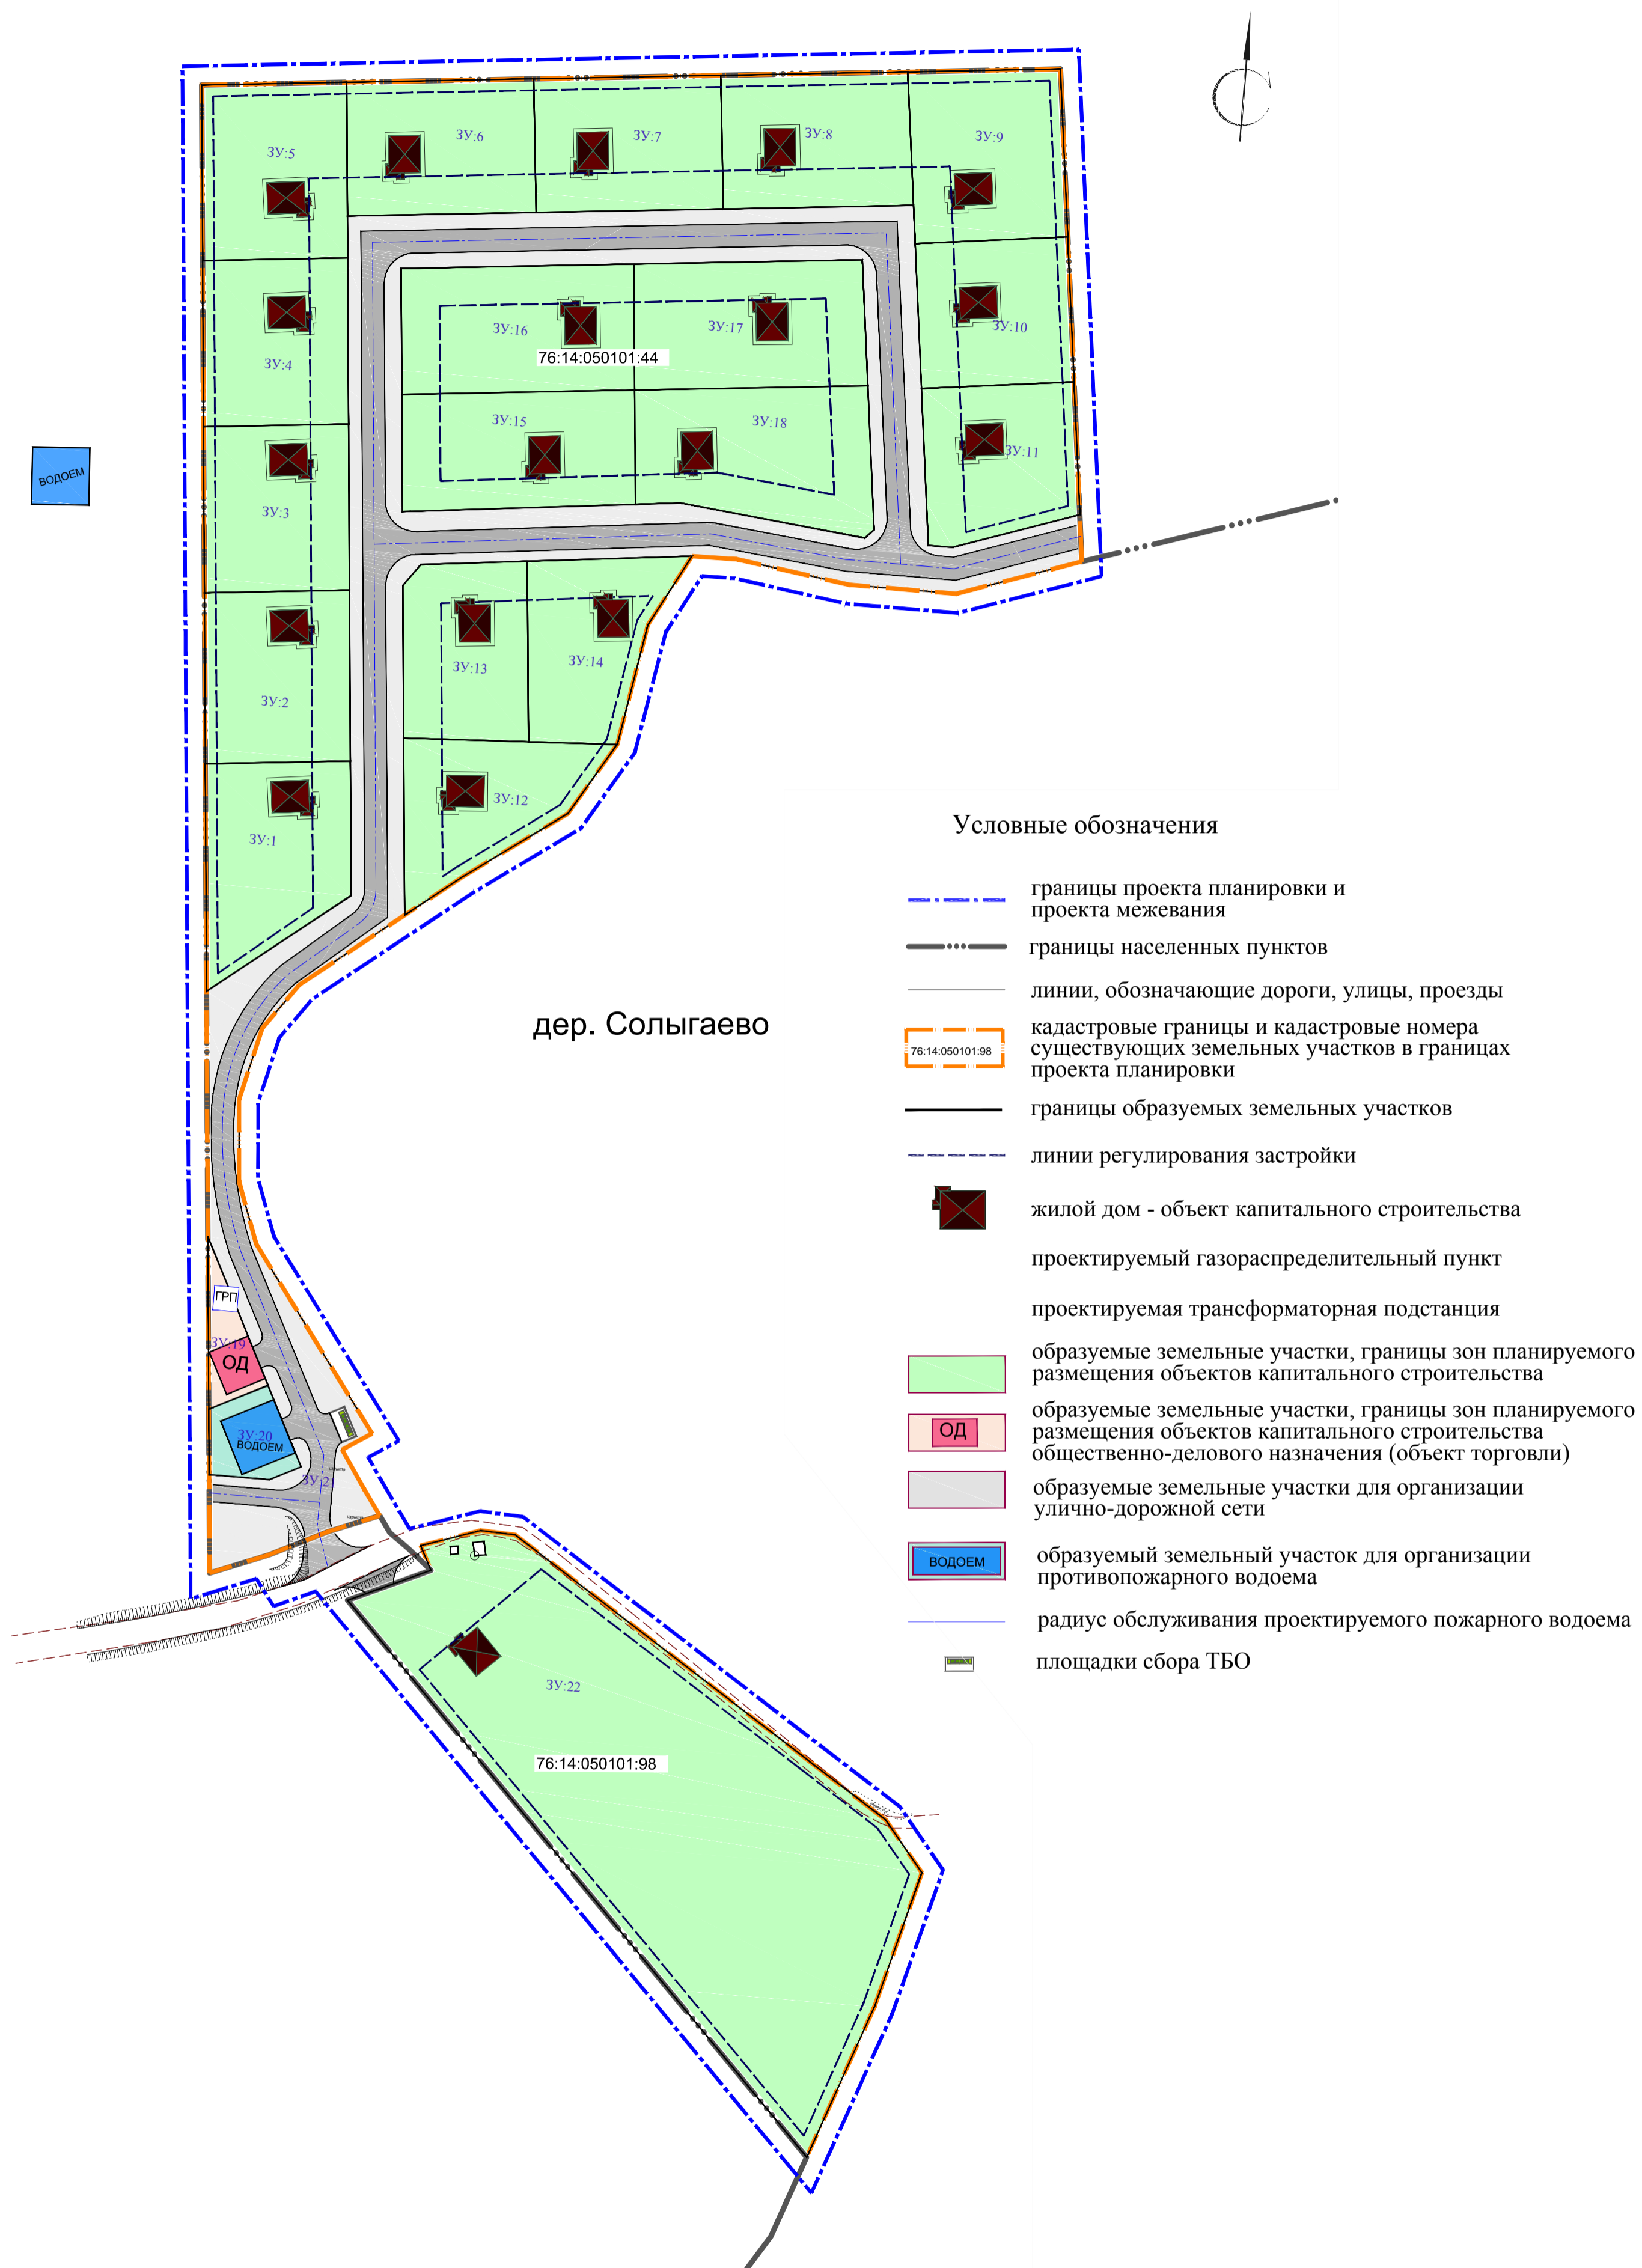 ЗУ:5
ЗУ:6
ЗУ:7
ЗУ:8
ЗУ:9
ЗУ:4
ЗУ:16
ЗУ:17
ЗУ:10
76:14:050101:44
ЗУ:15
ЗУ:18
ЗУ:11
ВОДОЕМ
ЗУ:3
ЗУ:2
ЗУ:13
ЗУ:14
ЗУ:1
ЗУ:12
дер. Солыгаево
ГРП
ЗУ:19
ОД
ЗУ:20
ВОДОЕМ
ЗУ:2
ЗУ:22
76:14:050101:98
Условные обозначения
границы проекта планировки и
проекта межевания
границы населенных пунктов
линии, обозначающие дороги, улицы, проезды
76:14:050101:98
кадастровые границы и кадастровые номера
существующих земельных участков в границах
проекта планировки
границы образуемых земельных участков
линии регулирования застройки
жилой дом - объект капитального строительства
проектируемый газораспределительный пункт
проектируемая трансформаторная подстанция
образуемые земельные участки, границы зон планируемого
размещения объектов капитального строительства
ОД
образуемые земельные участки, границы зон планируемого
размещения объектов капитального строительства
общественно-делового назначения (объект торговли)
образуемые земельные участки для организации
улично-дорожной сети
ВОДОЕМ
образуемый земельный участок для организации
противопожарного водоема
радиус обслуживания проектируемого пожарного водоема
площадки сбора ТБО